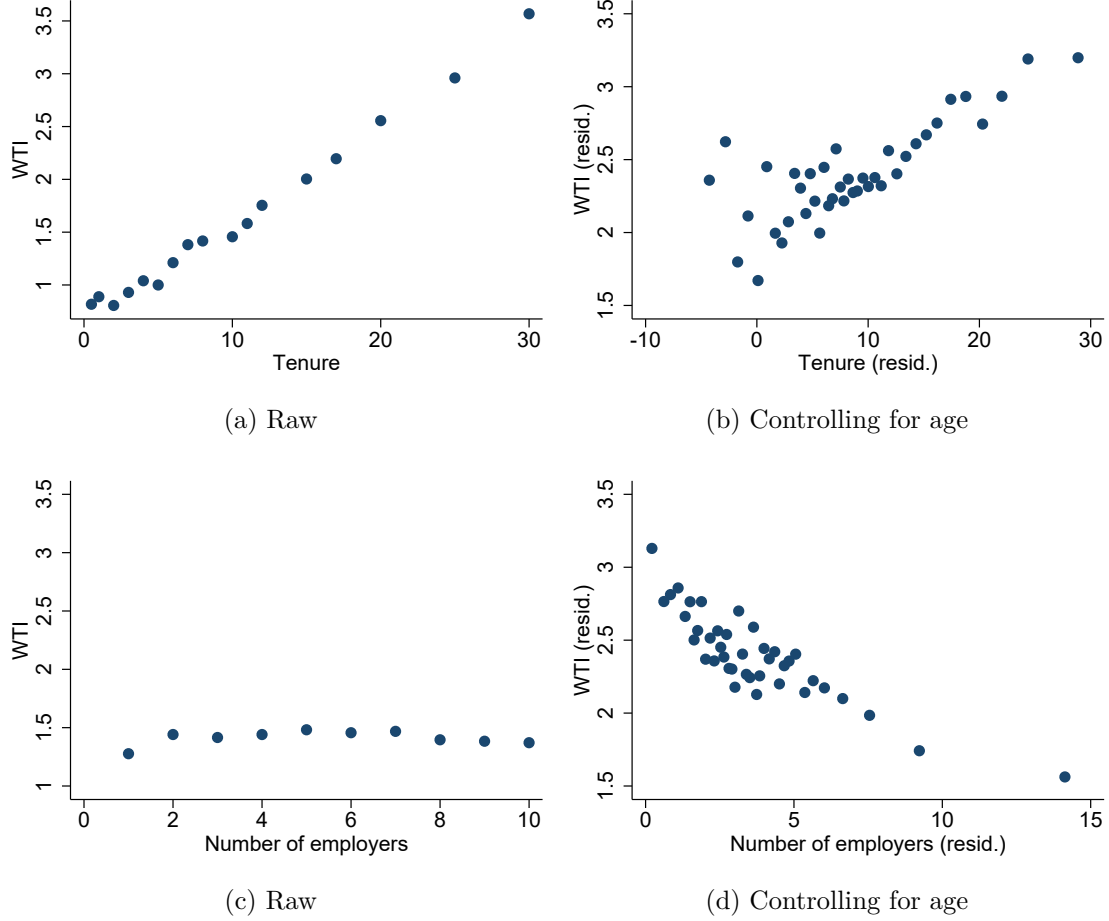 WTI
3.5
3
2.5
2
1.5
1
0 10 20 30
Tenure
(a) Raw
WTI (resid.)
3.5
3
2.5
2
1.5
-10 0 10 20 30
Tenure (resid.)
(b) Controlling for age
WTI
3.5
3
2.5
2
1.5
1
0 2 4 6 8 10
Number of employers
(c) Raw
WTI (resid.)
3.5
3
2.5
2
1.5
0 5 10 15
Number of employers (resid.)
(d) Controlling for age